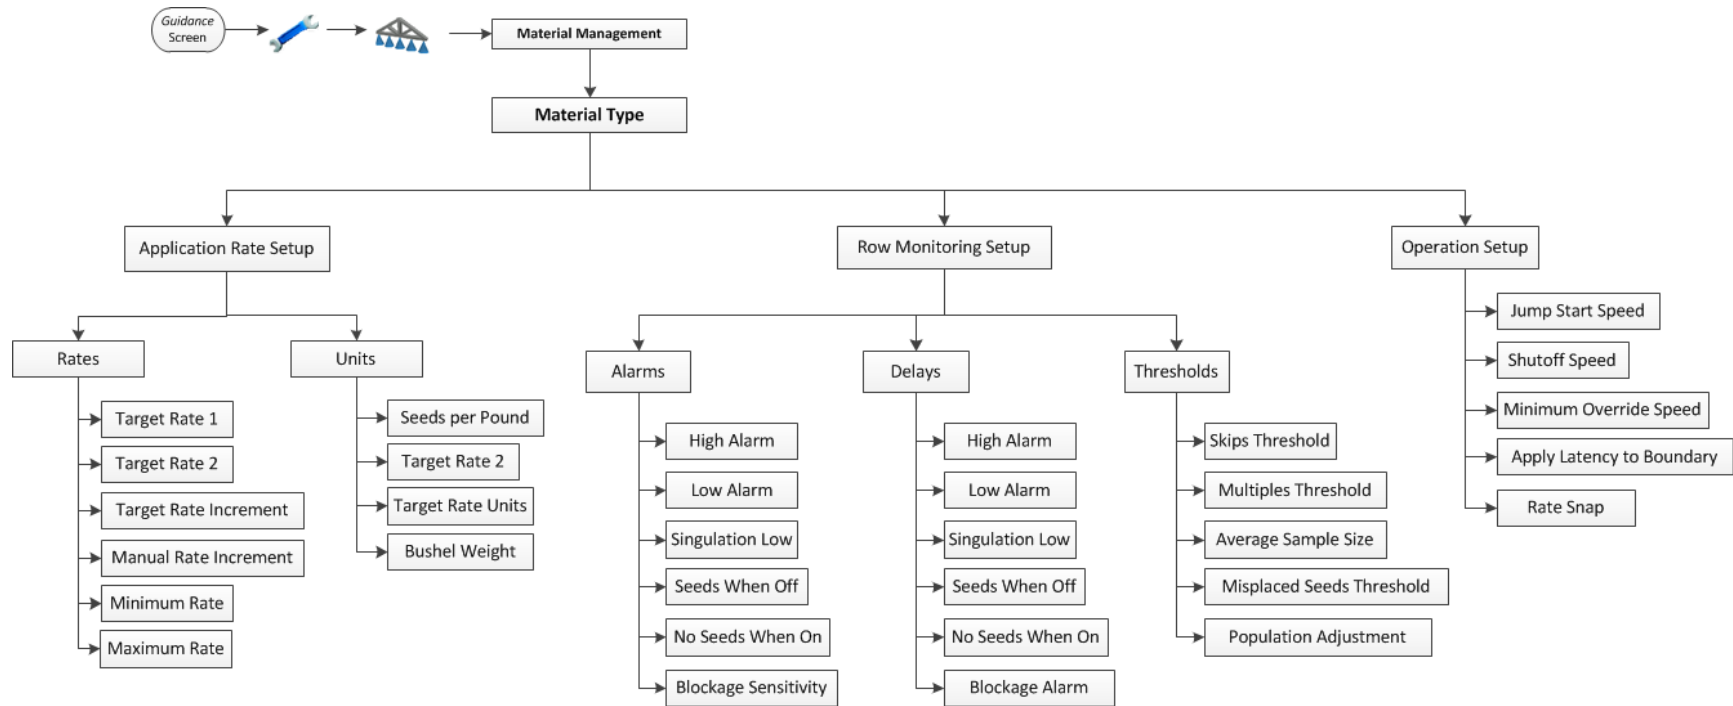 Guidance
Screen
Material Management
Material Type
Application Rate Setup
Row Monitoring Setup
Operation Setup
Rates
Target Rate 1
Target Rate 2
Target Rate Increment
Manual Rate Increment
Minimum Rate
Maximum Rate
Units
Seeds per Pound
Target Rate 2
Target Rate Units
Bushel Weight
Alarms
High Alarm
Low Alarm
Singulation Low
Seeds When Off
No Seeds When On
Blockage Sensitivity
Delays
High Alarm
Low Alarm
Singulation Low
Seeds When Off
No Seeds When On
Blockage Alarm
Thresholds
Skips Threshold
Multiples Threshold
Average Sample Size
Misplaced Seeds Threshold
Population Adjustment
Jump Start Speed
Shutoff Speed
Minimum Override Speed
Apply Latency to Boundary
Rate Snap